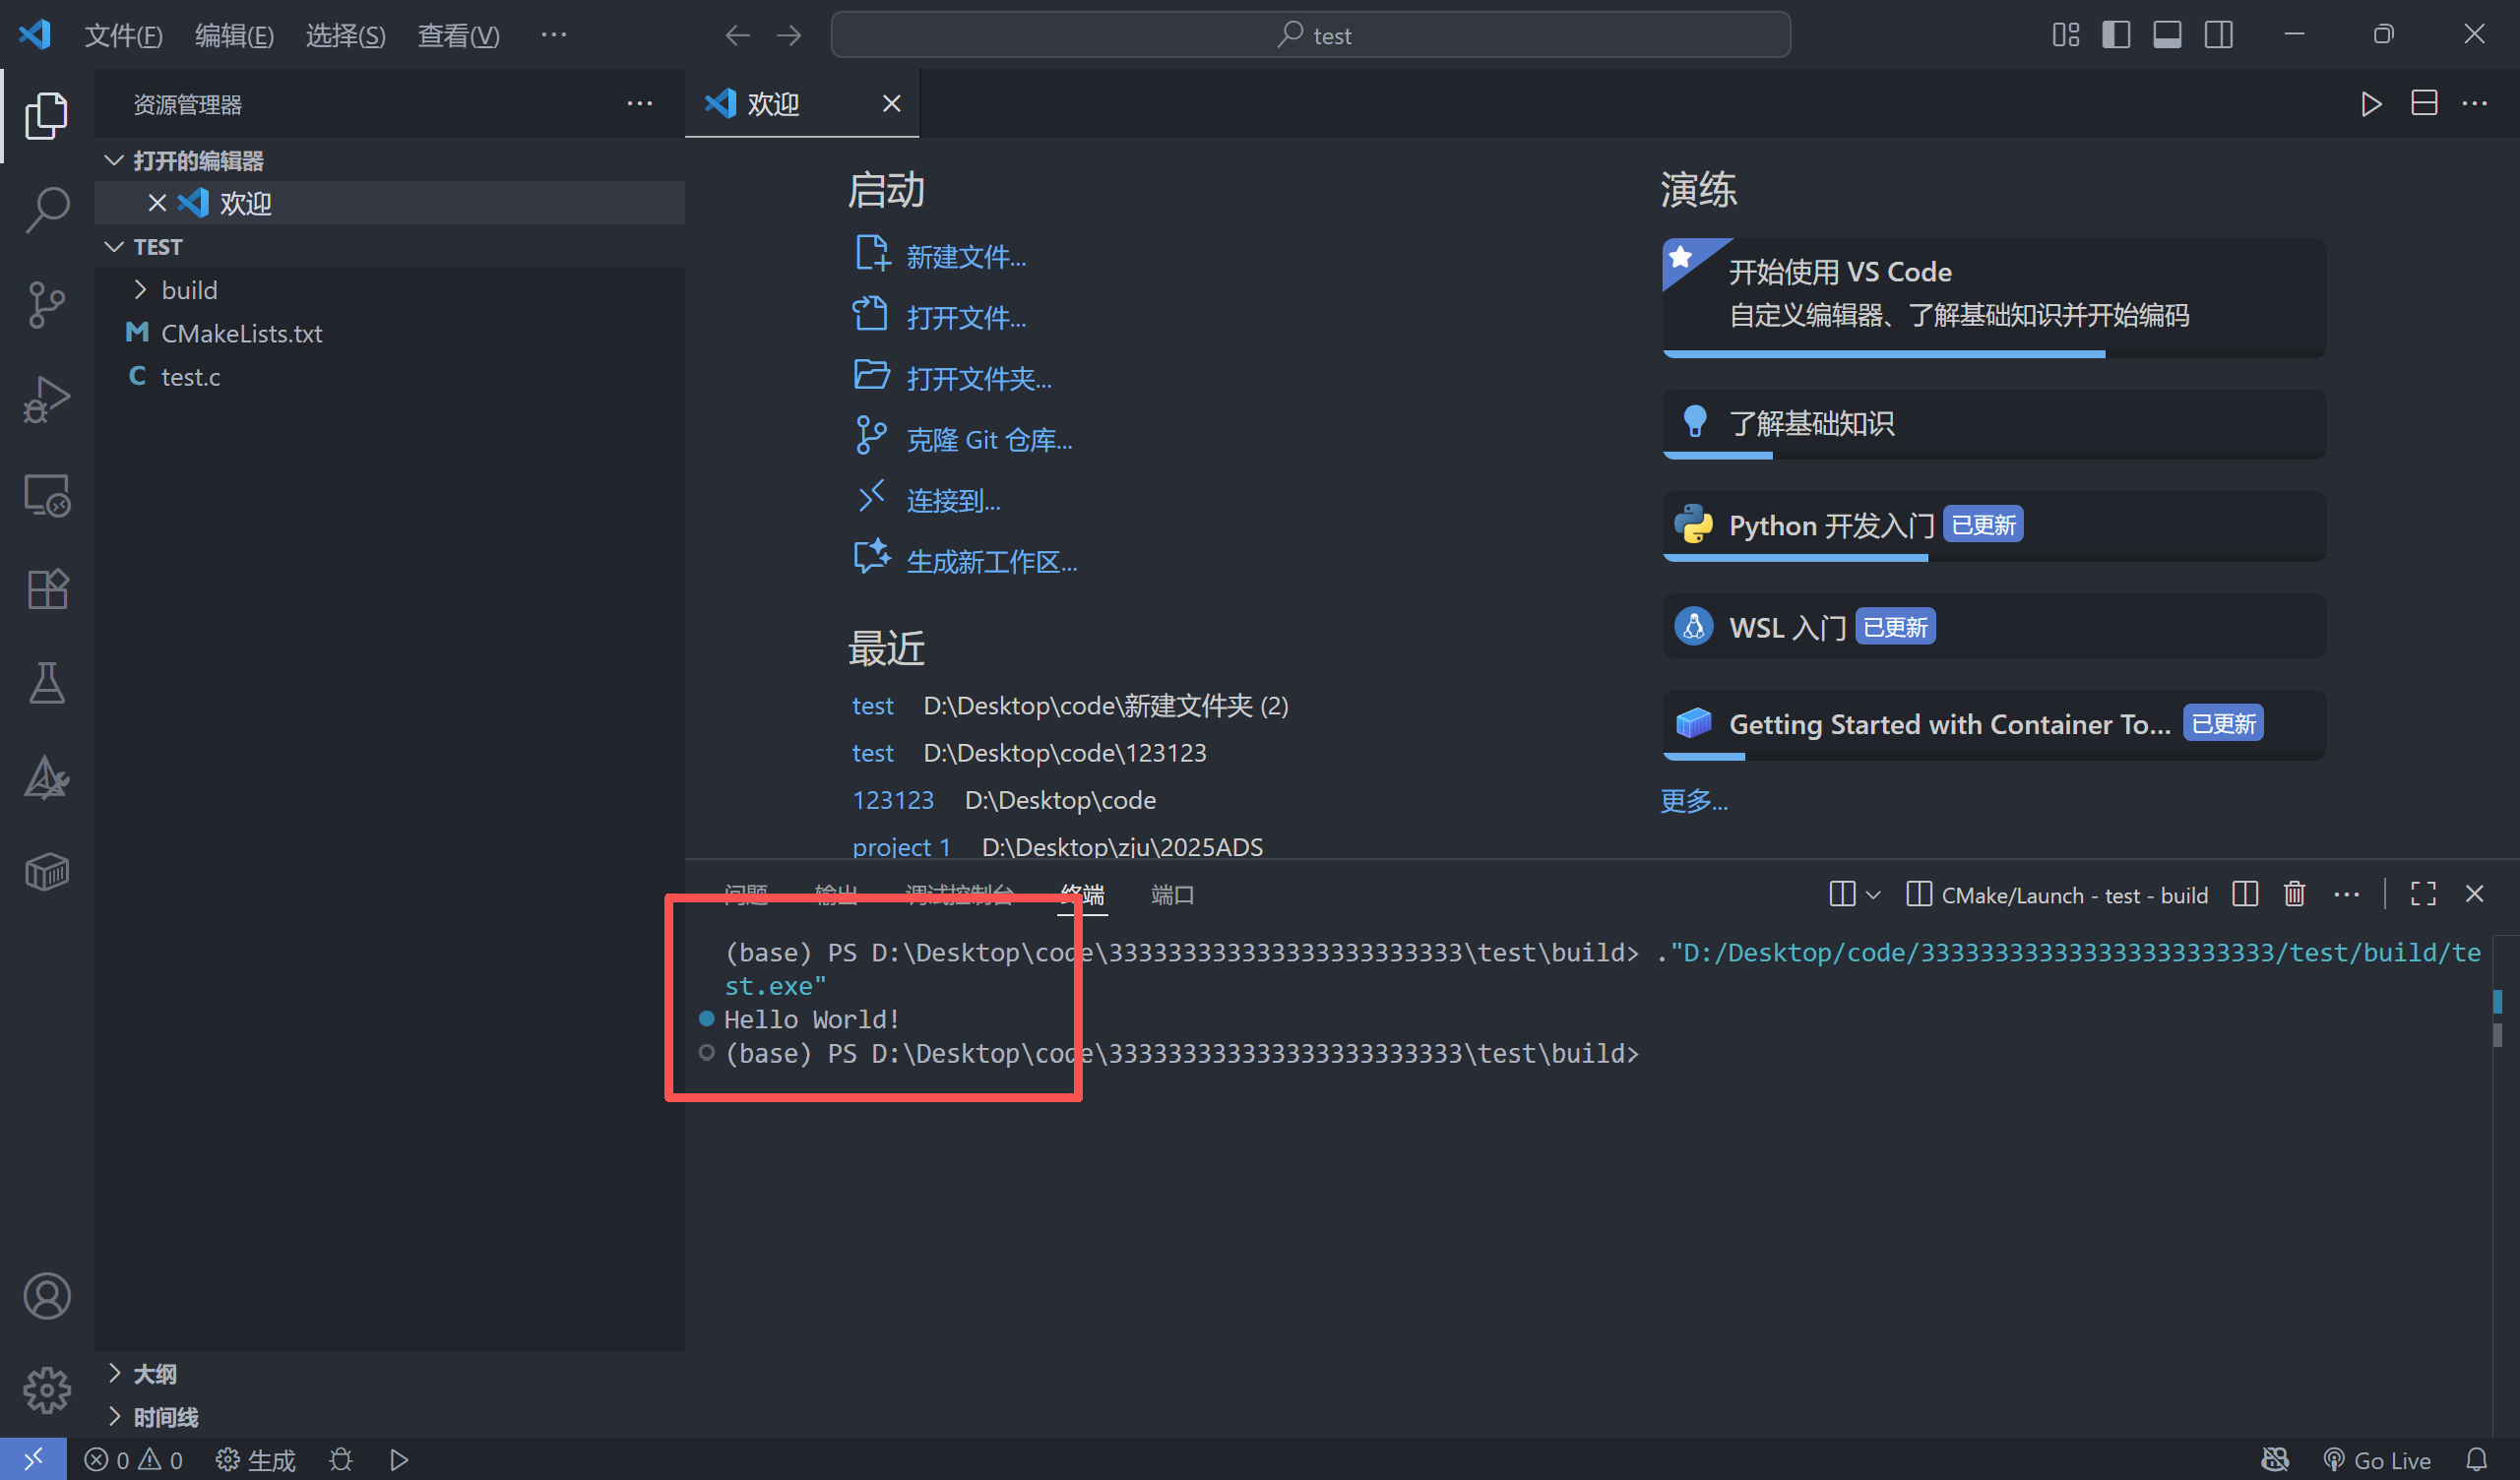 文件(F) 编辑(E) 选择(S) 查看(V) ··· test
资源管理器 ···
欢迎
打开的编辑器
欢迎
TEST
build
CMakeLists.txt
C test.c
启动
新建文件...
打开文件...
打开文件夹...
克隆 Git 仓库...
连接到...
生成新工作区...
最近
test D:\Desktop\code\新建文件夹 (2)
test D:\Desktop\code\123123
123123 D:\Desktop\code
project 1 D:\Desktop\zju\2025ADS
演练
开始使用 VS Code
自定义编辑器、了解基础知识并开始编码
了解基础知识
Python 开发入门 已更新
WSL 入门 已更新
Getting Started with Container To... 已更新
更多...
问题 输出 调试控制台 终端 端口
CMake/Launch - test - build
(base) PS D:\Desktop\code\333333333333333333333333\test\build> ."D:/Desktop/code/333333333333333333333333/test/build/te
st.exe"
Hello World!
(base) PS D:\Desktop\code\333333333333333333333333\test\build>
大纲
时间线
0 0 生成 Go Live